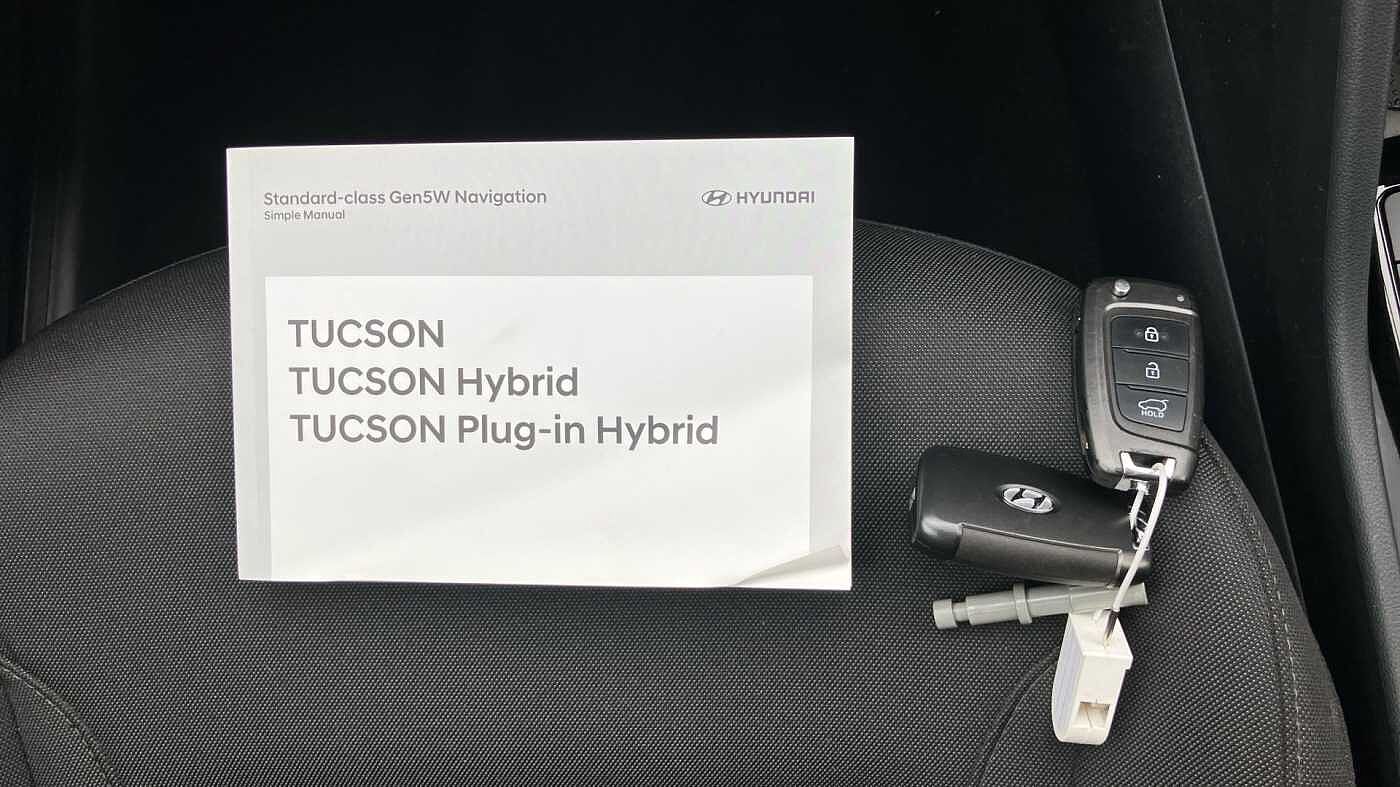 Standard-class Gen5W Navigation
Simple Manual
HYUNDAI
TUCSON
TUCSON Hybrid
TUCSON Plug-in Hybrid
HOLD